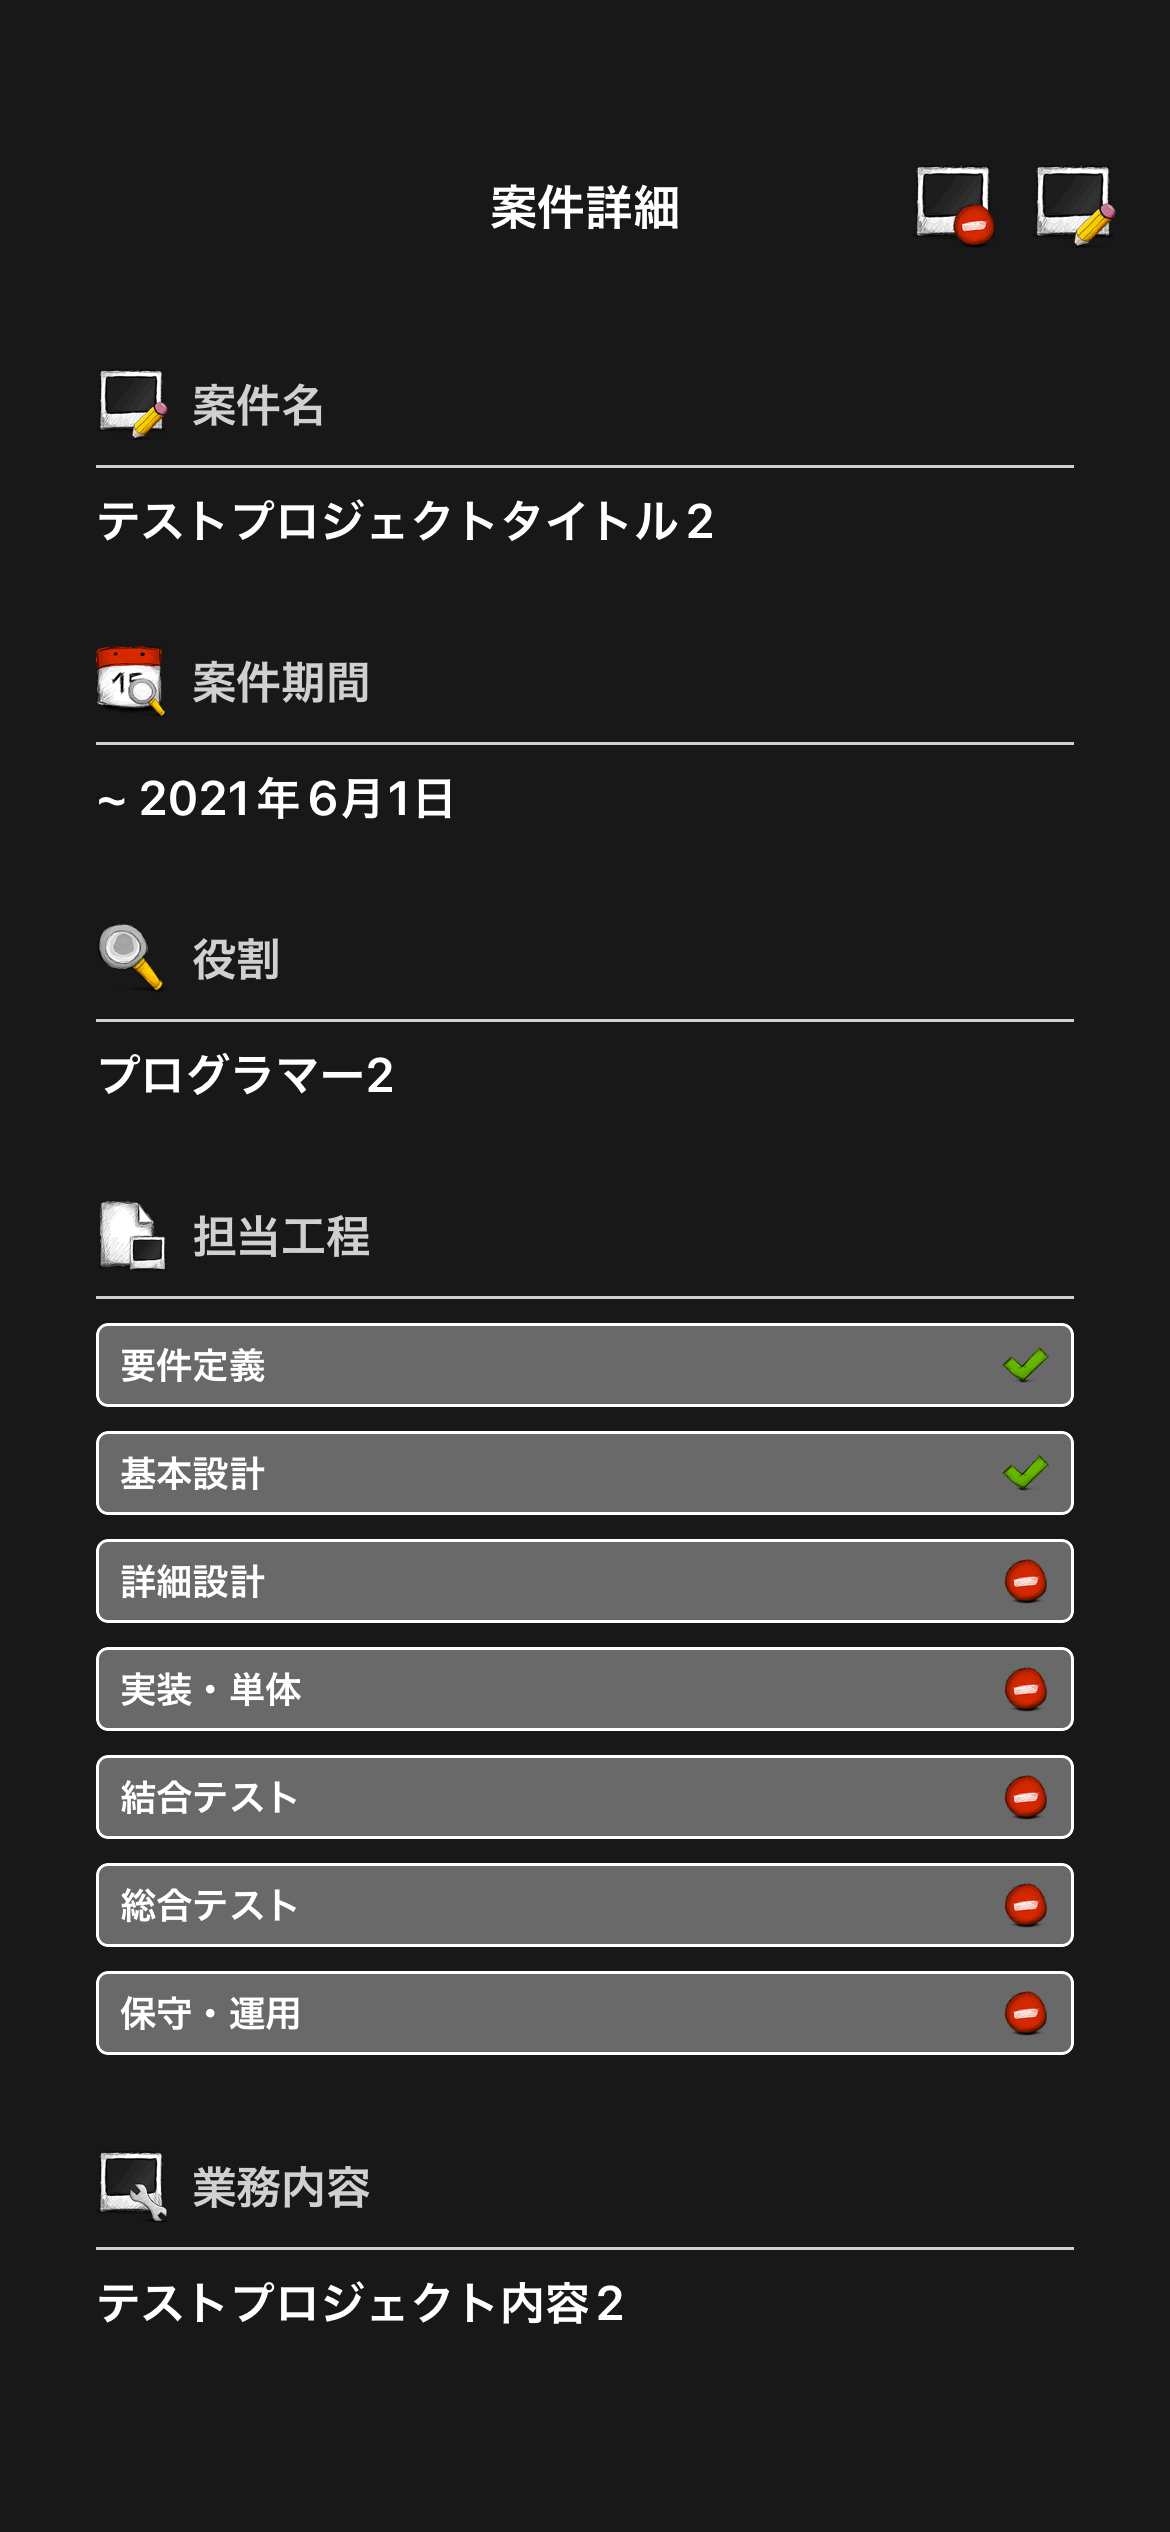 案件詳細
案件名
テストプロジェクトタイトル2
15
案件期間
~ 2021年6月1日
役割
プログラマー2
担当工程
要件定義
基本設計
詳細設計
実装・単体
結合テスト
総合テスト
保守・運用
業務内容
テストプロジェクト内容2